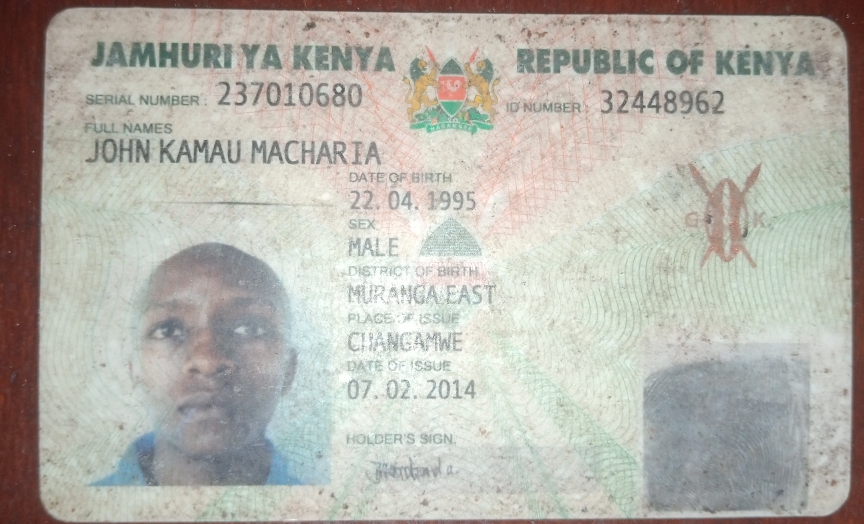 JAMHURI YA KENYA REPUBLIC OF KENYA
SERIAL NUMBER : 237010680 ID NUMBER : 32448962
FULL NAMES
JOHN KAMAU MACHARIA
DATE OF BIRTH
22. 04. 1995
SEX
MALE
G K.
DISTRICT OF BIRTH
MURANGA EAST
PLACE OF ISSUE
CHANGAMWE
DATE OF ISSUE
07. 02. 2014
HOLDER'S SIGN.